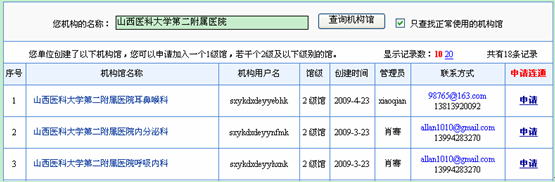 您机构的名称： 山西医科大学第二附属医院 查询机构馆 只查找正常使用的机构馆
您单位创建了以下机构馆，您可以申请加入一个1级馆，若干个2级及以下级别的馆。 显示记录数：10 20 共有18条记录
序号 机构馆名称 机构用户名 馆级 创建时间 管理员 联系方式 申请连通
1 山西医科大学第二附属医院耳鼻喉科 sxykdxdeyyebhk 2 级馆 2009-4-23 xiaoqian 98765@163.com 13813920092 申请
2 山西医科大学第二附属医院内分泌科 sxykdxdeyynfmk 2 级馆 2009-3-23 肖骞 allan1010@gmail.com 13994283270 申请
3 山西医科大学第二附属医院呼吸内科 sxykdxdeyyhxnk 2 级馆 2009-3-23 肖骞 allan1010@gmail.com 13994283270 申请